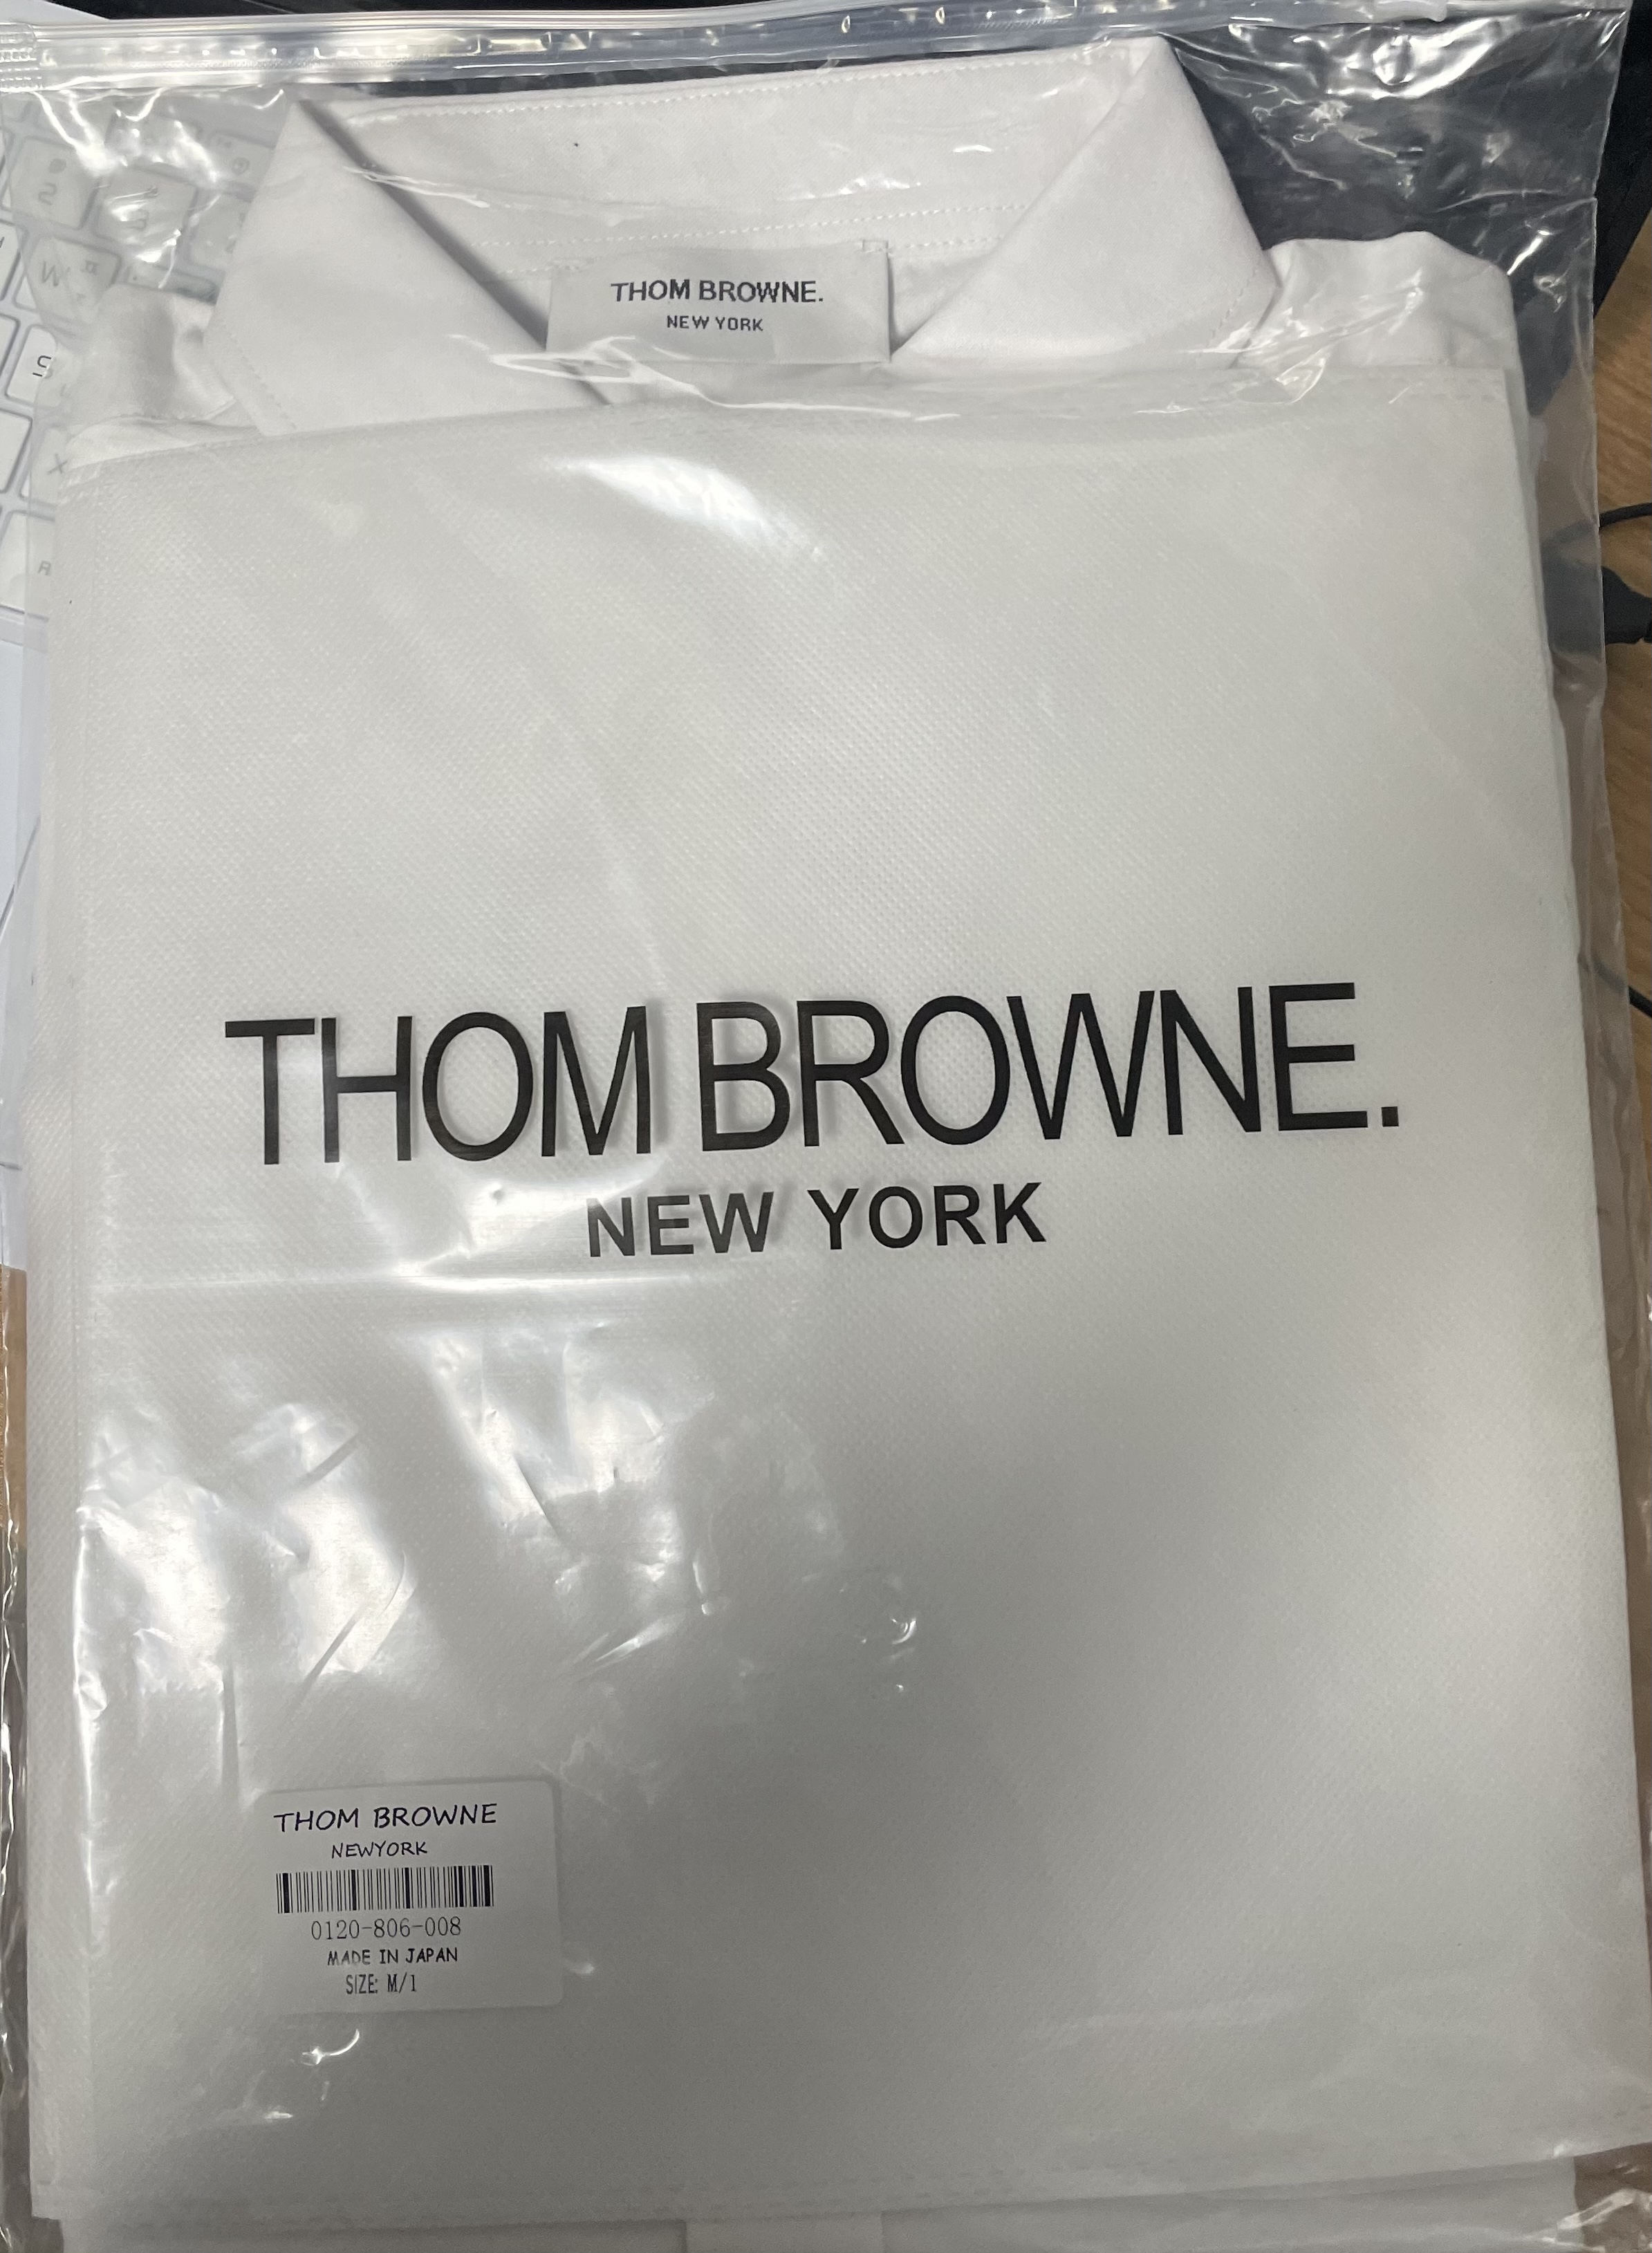 THOM BROWNE.
NEW YORK
THOM BROWNE.
NEW YORK
THOM BROWNE
NEWYORK
0120-806-008
MADE IN JAPAN
SIZE: M/1